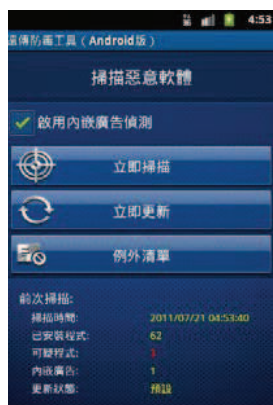 4:53
遠傳防毒工具（Android版）
掃描惡意軟體
啟用內嵌廣告偵測
立即掃描
立即更新
例外清單
前次掃描:
掃描時間: 2011/07/21 04:53:40
已安裝程式: 62
可疑程式: 3
內嵌廣告: 1
更新狀態: 預設